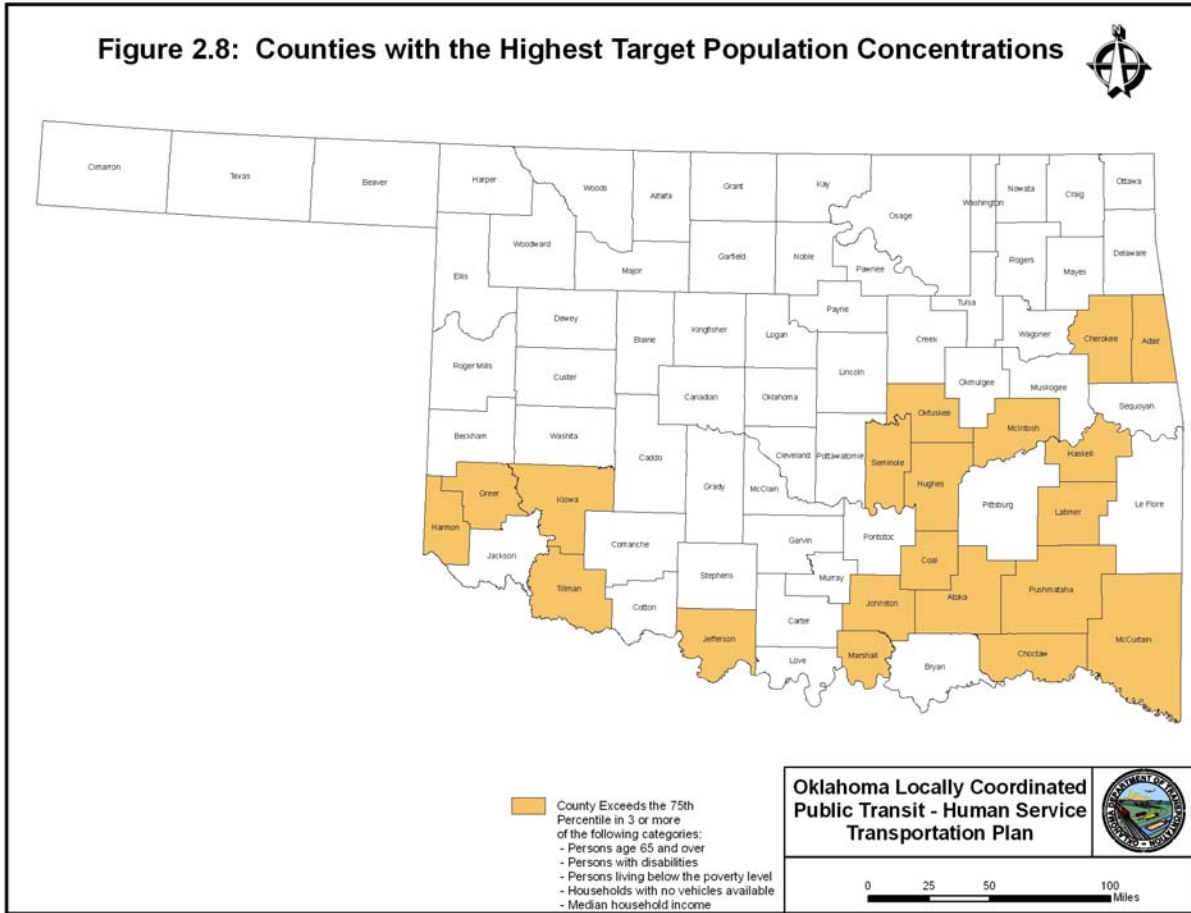 Figure 2.8: Counties with the Highest Target Population Concentrations
Cimarron
Texas
Beaver
Harper
Woods
Alfalfa
Grant
Kay
Osage
Washington
Nowata
Craig
Ottawa
Woodward
Ellis
Major
Garfield
Noble
Pawnee
Rogers
Mayes
Delaware
Dewey
Blaine
Kingfisher
Logan
Payne
Tulsa
Creek
Wagoner
Cherokee
Adair
Roger Mills
Custer
Canadian
Oklahoma
Lincoln
Okmulgee
Muskogee
Sequoyah
Beckham
Washita
Caddo
Grady
Cleveland
McClain
Pottawatomie
Seminole
Okfuskee
Hughes
McIntosh
Haskell
Pittsburg
Latimer
Le Flore
Harmon
Greer
Kiowa
Jackson
Comanche
Tillman
Cotton
Stephens
Garvin
Murray
Pontotoc
Coal
Atoka
Pushmataha
Jefferson
Carter
Love
Johnston
Marshall
Bryan
Choctaw
McCurtain
County Exceeds the 75th
Percentile in 3 or more
of the following categories:
- Persons age 65 and over
- Persons with disabilities
- Persons living below the poverty level
- Households with no vehicles available
- Median household income
Oklahoma Locally Coordinated
Public Transit - Human Service
Transportation Plan
OKLAHOMA DEPARTMENT OF TRANSPORTATION
0 25 50 100
Miles